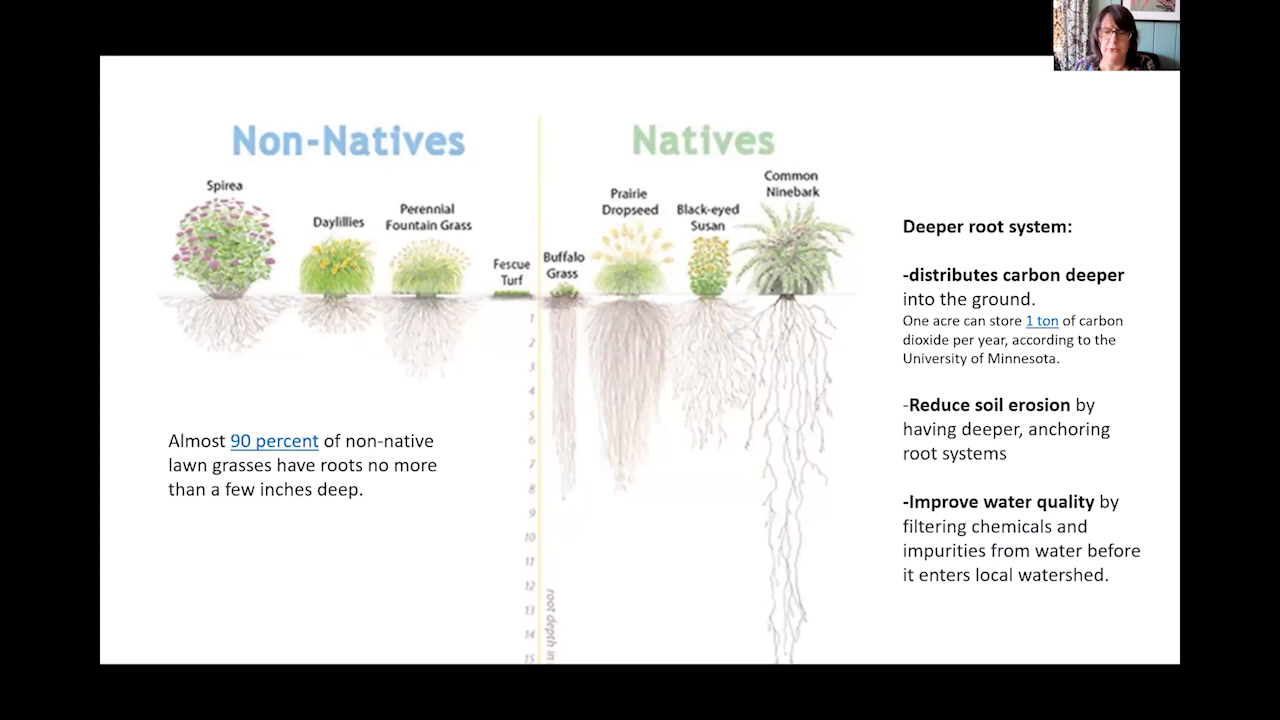 Non-Natives
Natives
Spirea
Daylillies
Perennial
Fountain Grass
Fescue
Turf
Buffalo
Grass
Prairie
Dropseed
Black-eyed
Susan
Common
Ninebark
1
2
3
4
5
6
7
8
9
10
11
12
13
14
15
root depth in
Almost 90 percent of non-native
lawn grasses have roots no more
than a few inches deep.
Deeper root system:
-distributes carbon deeper
into the ground.
One acre can store 1 ton of carbon
dioxide per year, according to the
University of Minnesota.
-Reduce soil erosion by
having deeper, anchoring
root systems
-Improve water quality by
filtering chemicals and
impurities from water before
it enters local watershed.